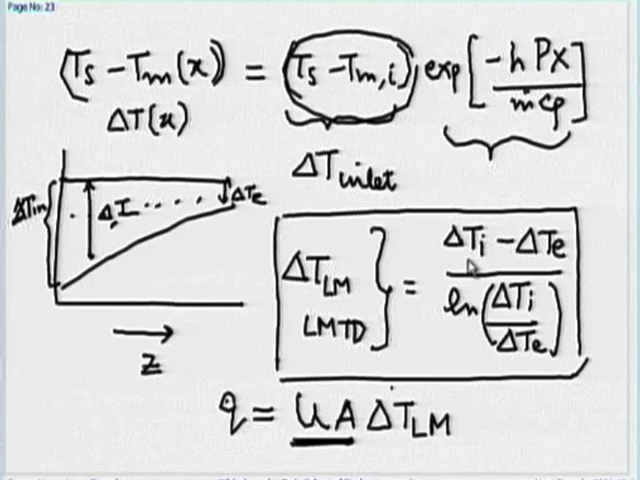 Page No: 23
(Ts - Tm(x)) = (Ts - Tm,i) exp[-hPx / ṁcp]
ΔT(x)
ΔTinlet
ΔTin
ΔT....
ΔTe
ΔTLM
LMTD } = ΔTi - ΔTe / ln(ΔTi / ΔTe)
z
q = UA ΔTLM